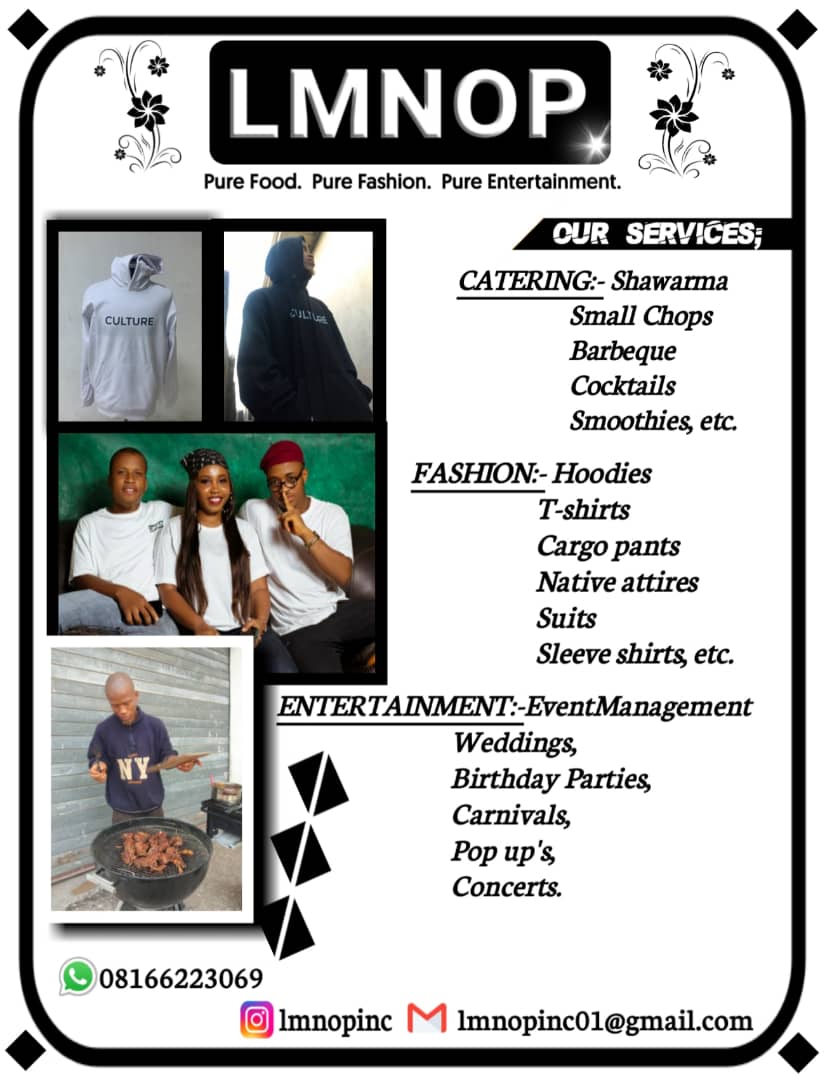 LMNOP
Pure Food. Pure Fashion. Pure Entertainment.
CULTURE
CULTURE
OUR SERVICES;
CATERING:- Shawarma
Small Chops
Barbeque
Cocktails
Smoothies, etc.
FASHION:- Hoodies
T-shirts
Cargo pants
Native attires
Suits
Sleeve shirts, etc.
NY
ENTERTAINMENT:-EventManagement
Weddings,
Birthday Parties,
Carnivals,
Pop up's,
Concerts.
08166223069
lmnopinc
lmnopinc01@gmail.com